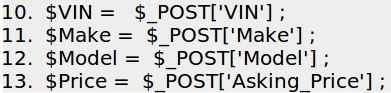 10.  $VIN =   $_POST['VIN'] ;
11.  $Make =  $_POST['Make'] ;
12.  $Model =  $_POST['Model'] ;
13.  $Price =  $_POST['Asking_Price'] ;